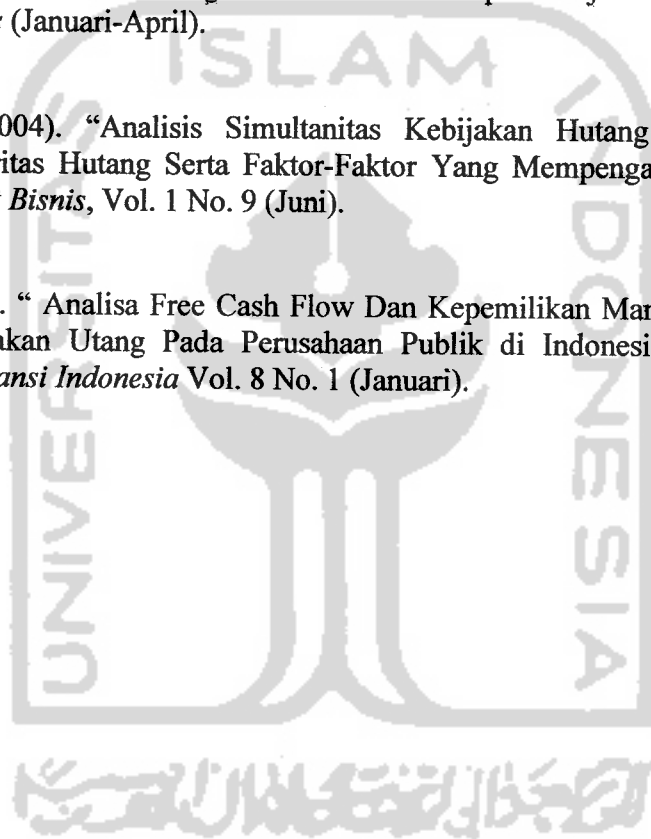 (Januari-April).
004). “Analisis Simultanitas Kebijakan Hutang
ritas Hutang Serta Faktor-Faktor Yang Mempenga
Bisnis, Vol. 1 No. 9 (Juni).
. “ Analisa Free Cash Flow Dan Kepemilikan Mar
akan Utang Pada Perusahaan Publik di Indonesi
ansi Indonesia Vol. 8 No. 1 (Januari).
ISLAM
UNIVERSITAS
INDONESIA